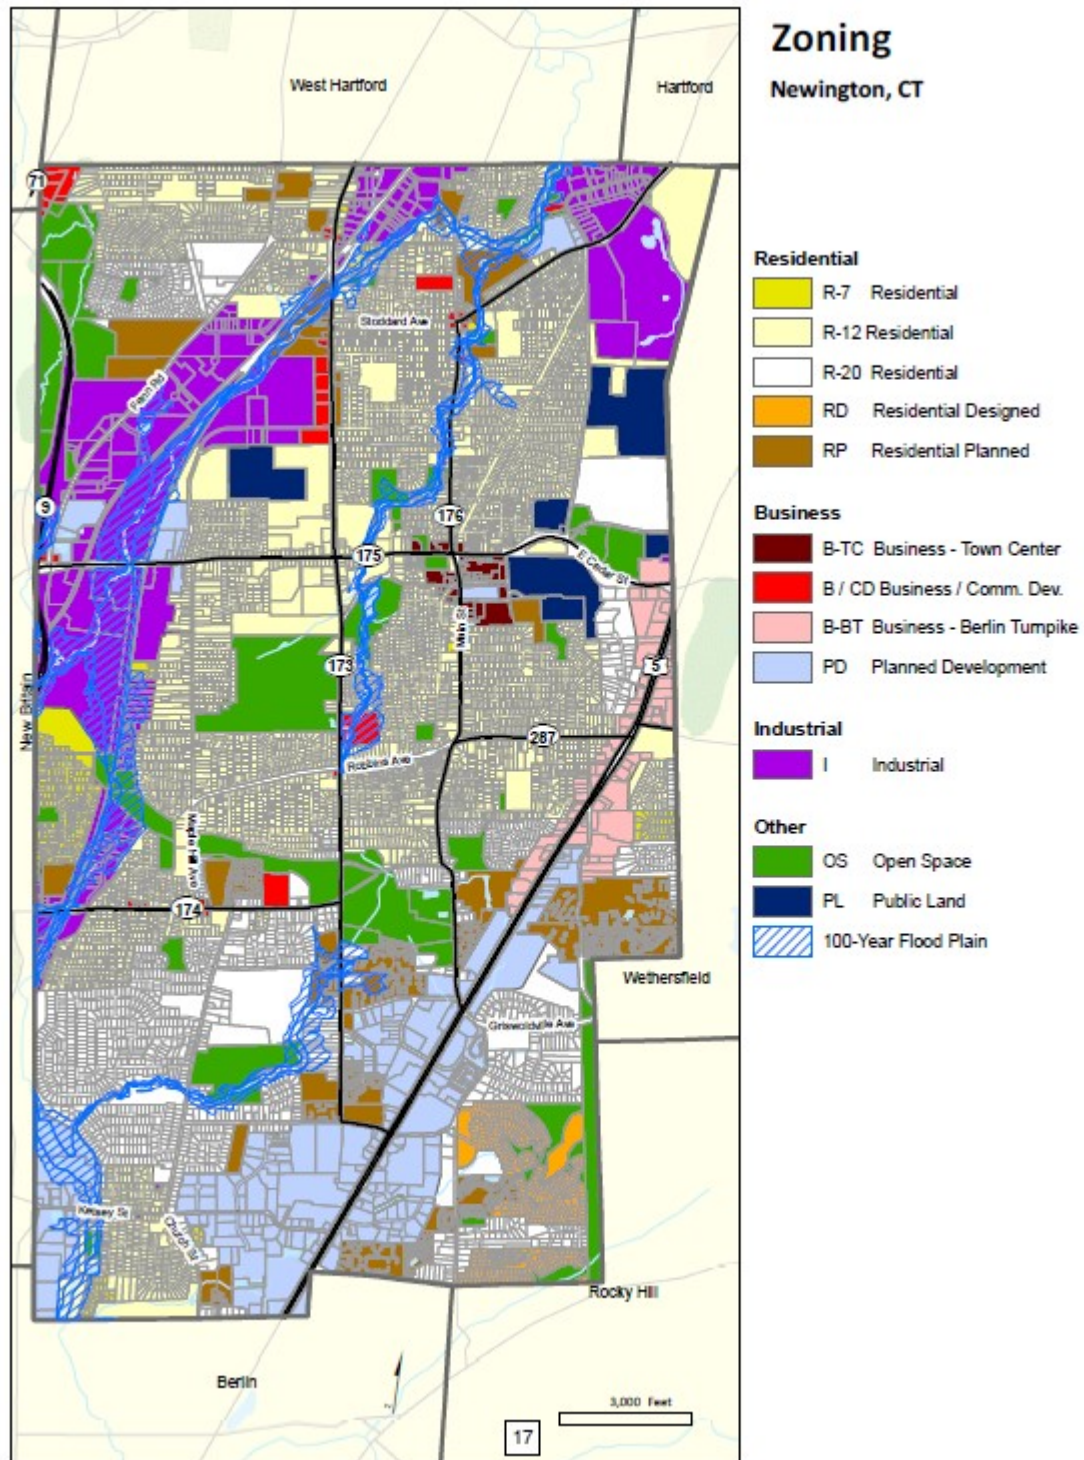 Zoning
Newington, CT
West Hartford
Hartford
71
Stoddard Ave
Fenn Rd
9
176
175
E Cedar St
Main St
173
5
New Britain
287
Robbins Ave
Maple Hill Ave
174
Wethersfield
Griswoldville Ave
Kelsey St
Church St
Rocky Hill
Berlin
3,000 Feet
17
Residential
R-7 Residential
R-12 Residential
R-20 Residential
RD Residential Designed
RP Residential Planned
Business
B-TC Business - Town Center
B / CD Business / Comm. Dev.
B-BT Business - Berlin Turnpike
PD Planned Development
Industrial
I Industrial
Other
OS Open Space
PL Public Land
100-Year Flood Plain